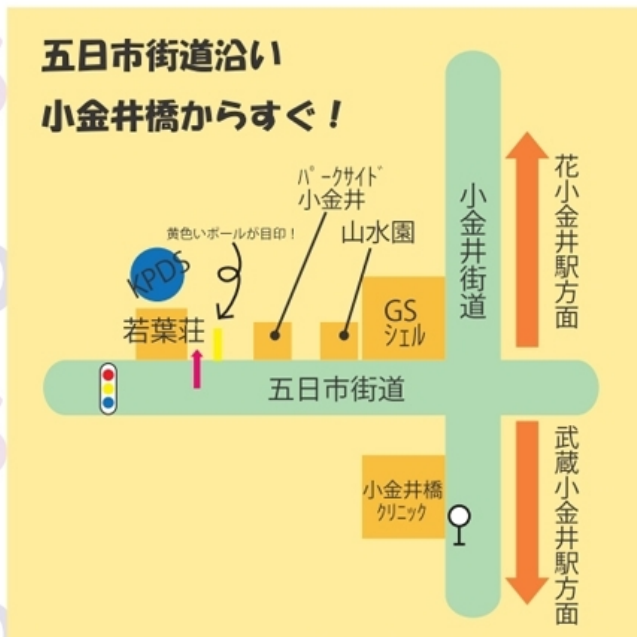 五日市街道沿い
小金井橋からすぐ！
パークサイド
小金井
黄色いポールが目印！
山水園
KPDS
若葉荘
GS
シェル
小金井街道
花小金井駅方面
五日市街道
小金井橋
クリニック
武蔵小金井駅方面